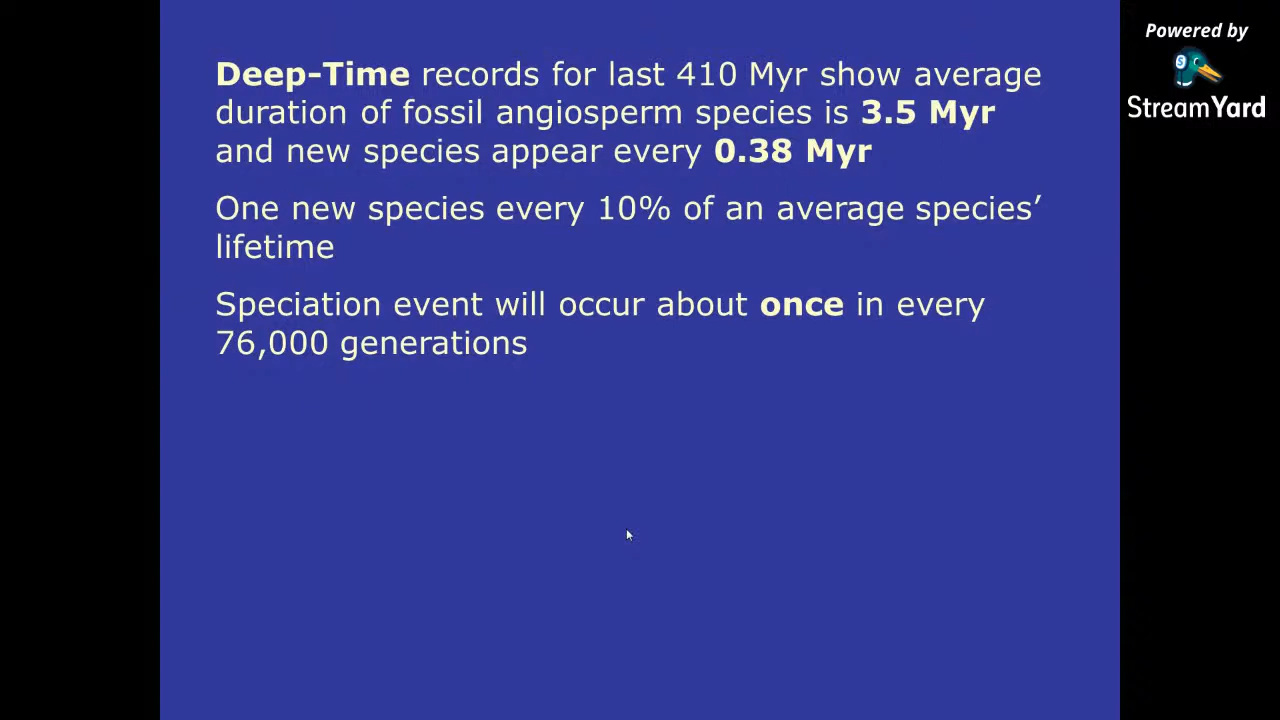 Deep-Time records for last 410 Myr show average
duration of fossil angiosperm species is 3.5 Myr
and new species appear every 0.38 Myr
One new species every 10% of an average species’
lifetime
Speciation event will occur about once in every
76,000 generations
Powered by
StreamYard